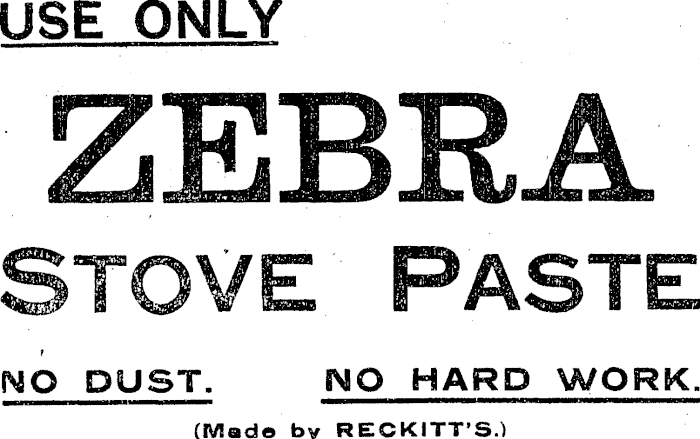 USE ONLY
ZEBRA
STOVE PASTE
NO DUST. NO HARD WORK.
(Made by RECKITT'S.)